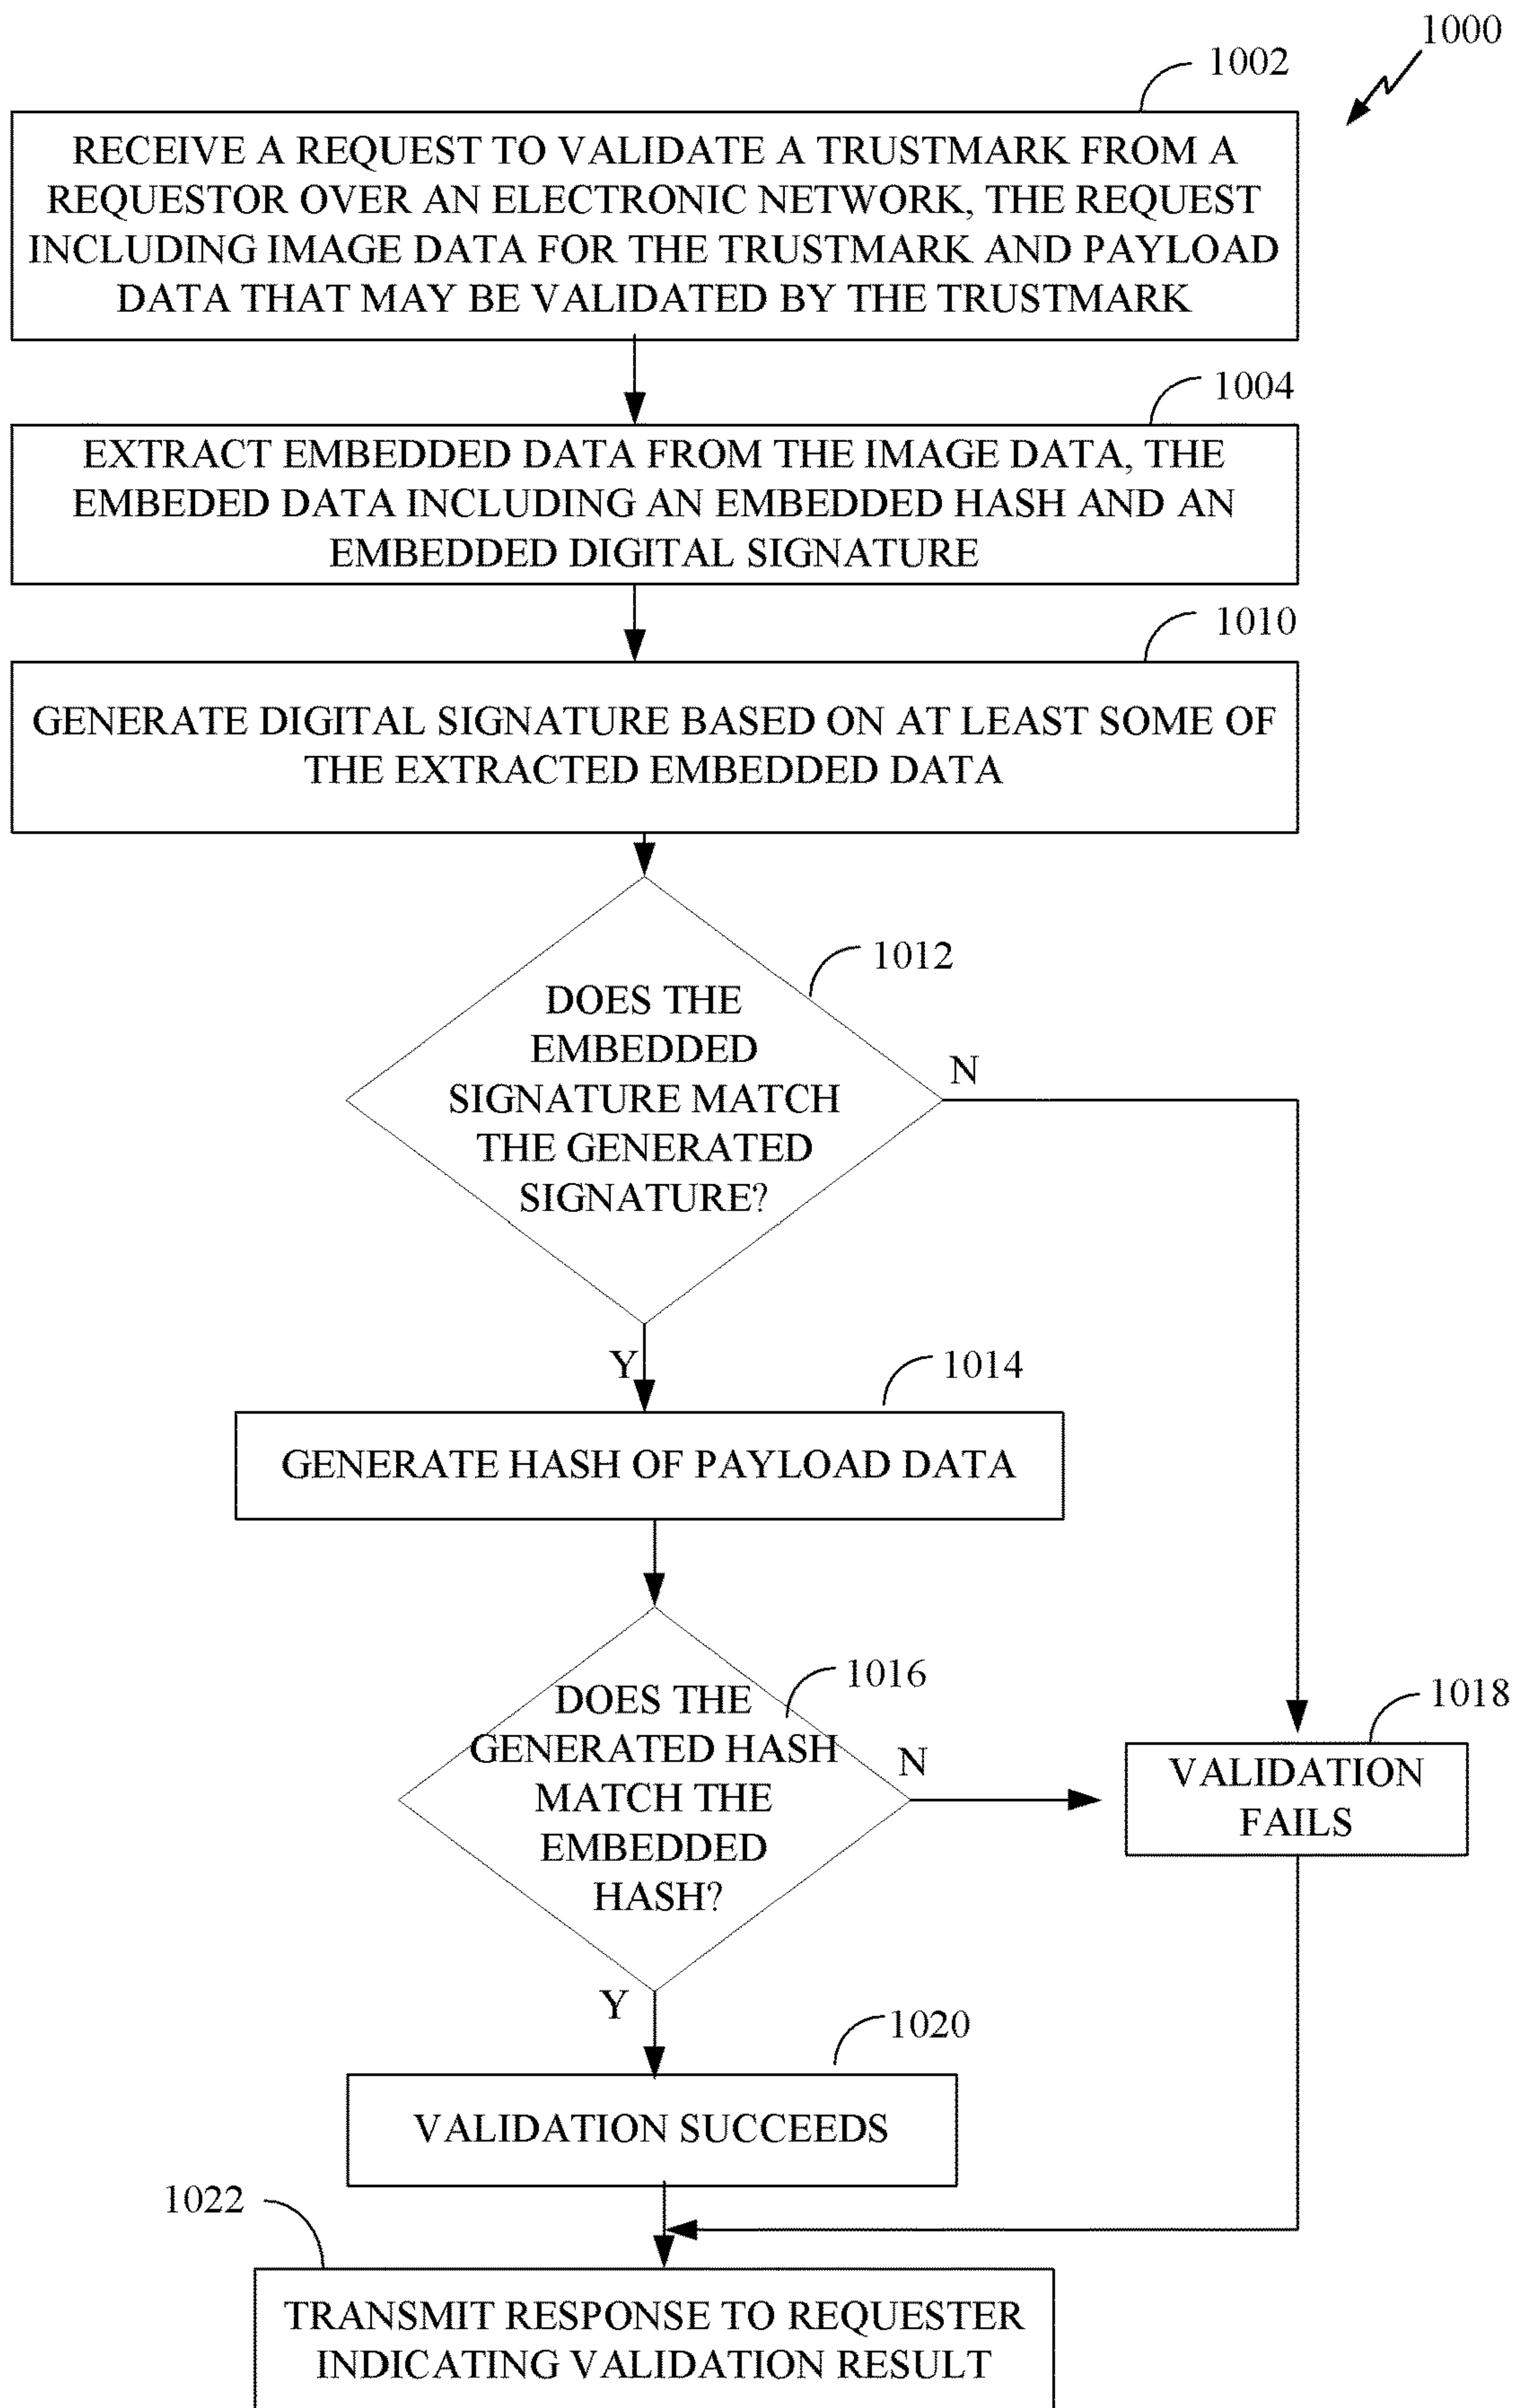 1000
1002
RECEIVE A REQUEST TO VALIDATE A TRUSTMARK FROM A
REQUESTOR OVER AN ELECTRONIC NETWORK, THE REQUEST
INCLUDING IMAGE DATA FOR THE TRUSTMARK AND PAYLOAD
DATA THAT MAY BE VALIDATED BY THE TRUSTMARK
1004
EXTRACT EMBEDDED DATA FROM THE IMAGE DATA, THE
EMBEDED DATA INCLUDING AN EMBEDDED HASH AND AN
EMBEDDED DIGITAL SIGNATURE
1010
GENERATE DIGITAL SIGNATURE BASED ON AT LEAST SOME OF
THE EXTRACTED EMBEDDED DATA
1012
DOES THE
EMBEDDED
SIGNATURE MATCH
THE GENERATED
SIGNATURE?
N
Y
1014
GENERATE HASH OF PAYLOAD DATA
1016
DOES THE
GENERATED HASH
MATCH THE
EMBEDDED
HASH?
N
1018
VALIDATION
FAILS
Y
1020
VALIDATION SUCCEEDS
1022
TRANSMIT RESPONSE TO REQUESTER
INDICATING VALIDATION RESULT